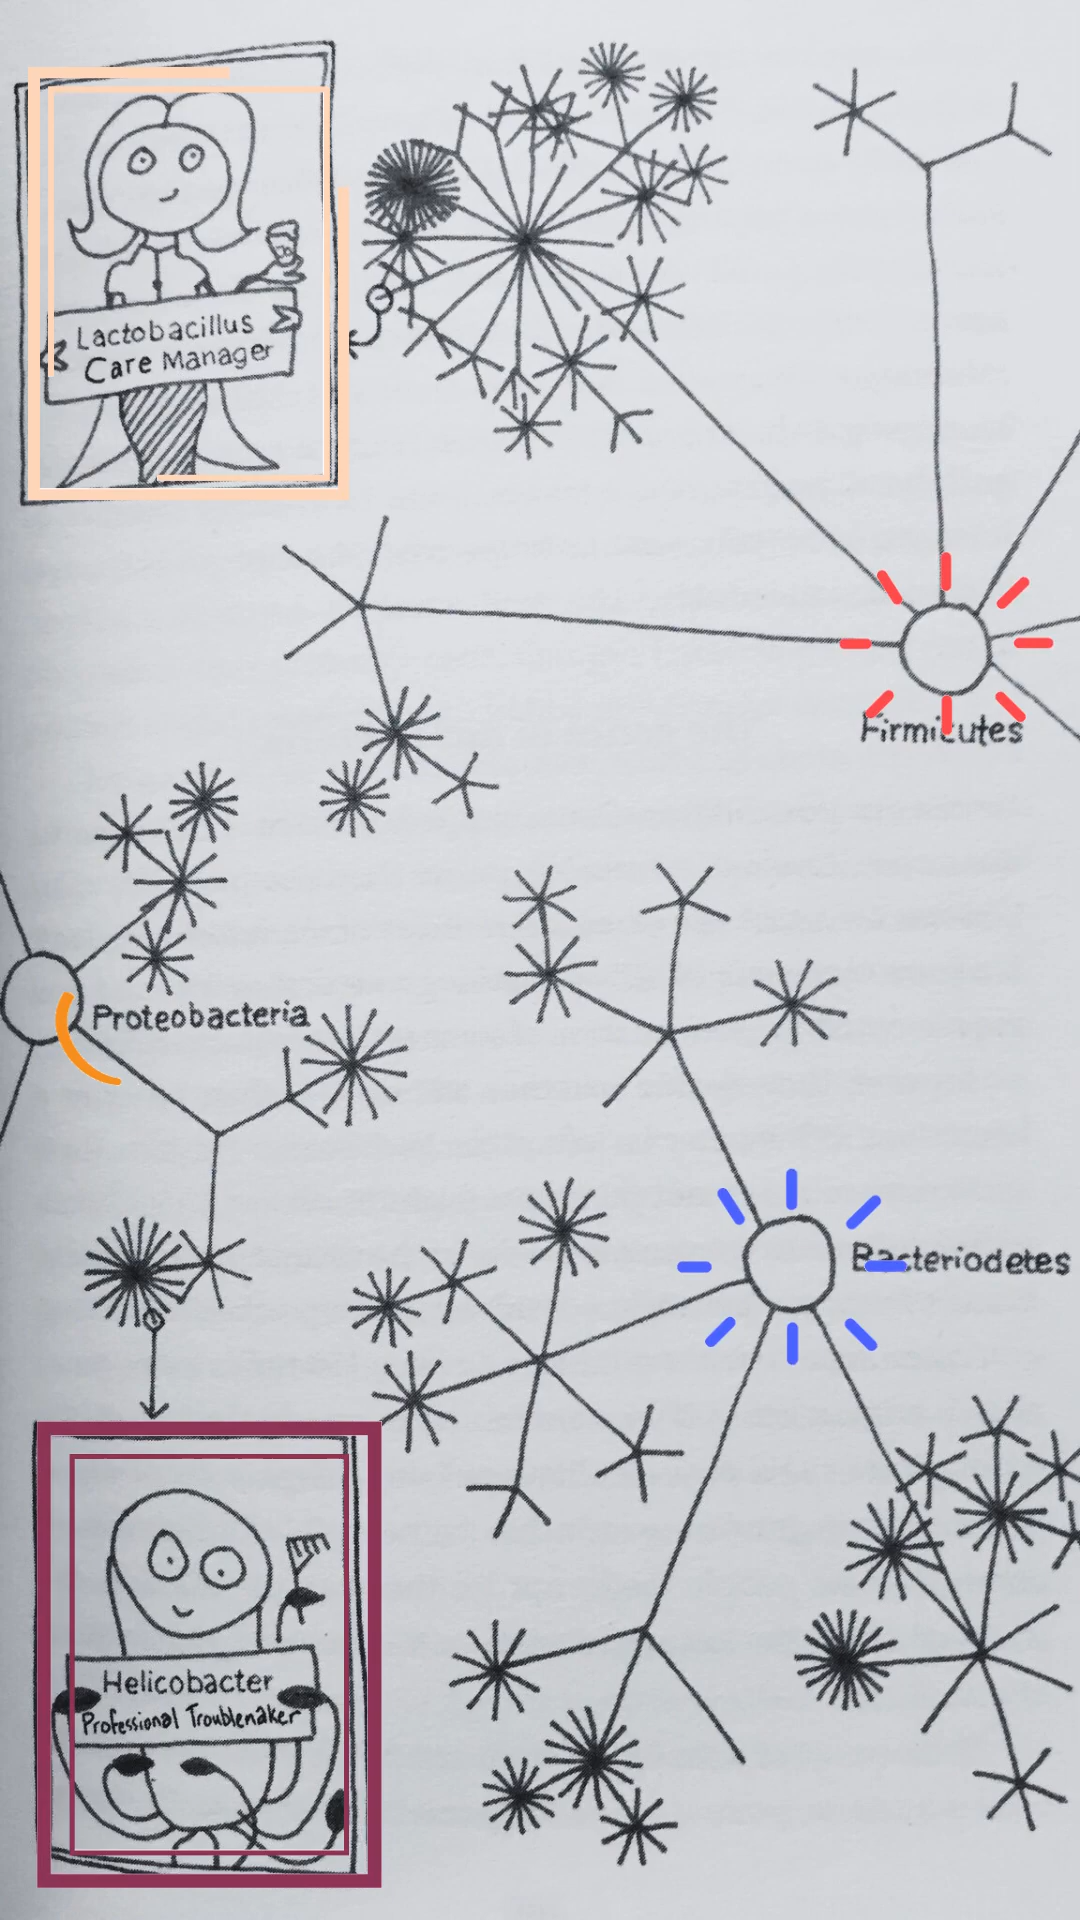 Lactobacillus
Care Manager
Firmicutes
Proteobacteria
Bacteriodetes
Helicobacter
Professional Troublemaker